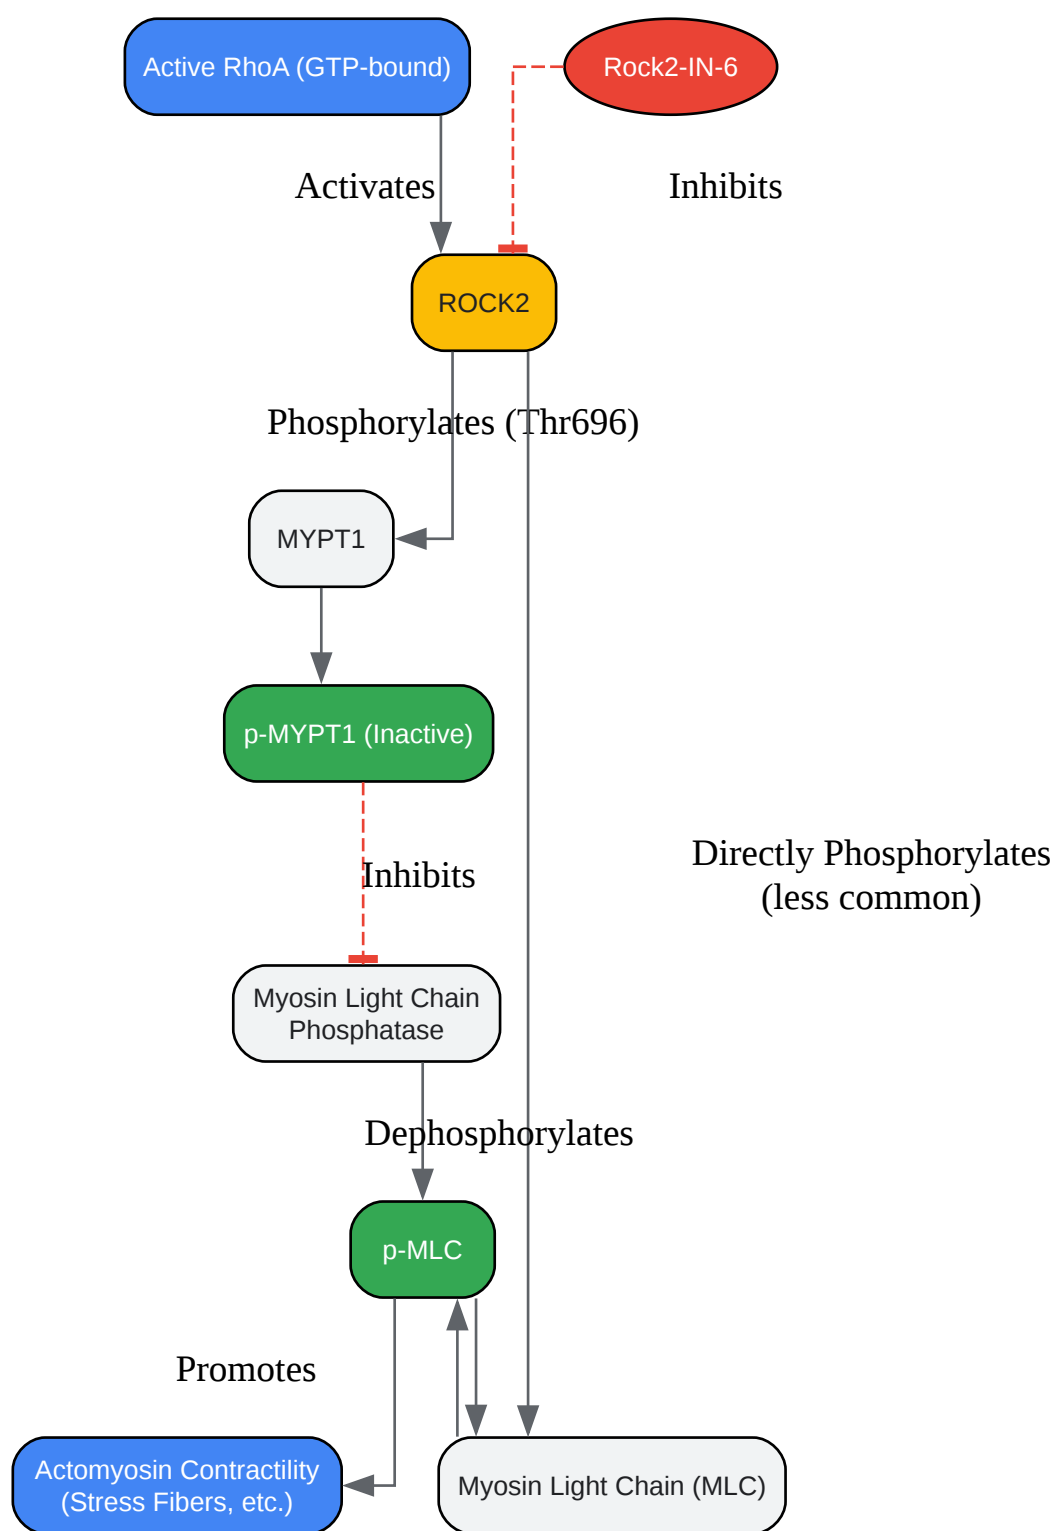 Active RhoA (GTP-bound)
Rock2-IN-6
Activates
Inhibits
ROCK2
Phosphorylates (Thr696)
MYPT1
p-MYPT1 (Inactive)
Inhibits
Directly Phosphorylates
(less common)
Myosin Light Chain
Phosphatase
Dephosphorylates
p-MLC
Promotes
Actomyosin Contractility
(Stress Fibers, etc.)
Myosin Light Chain (MLC)